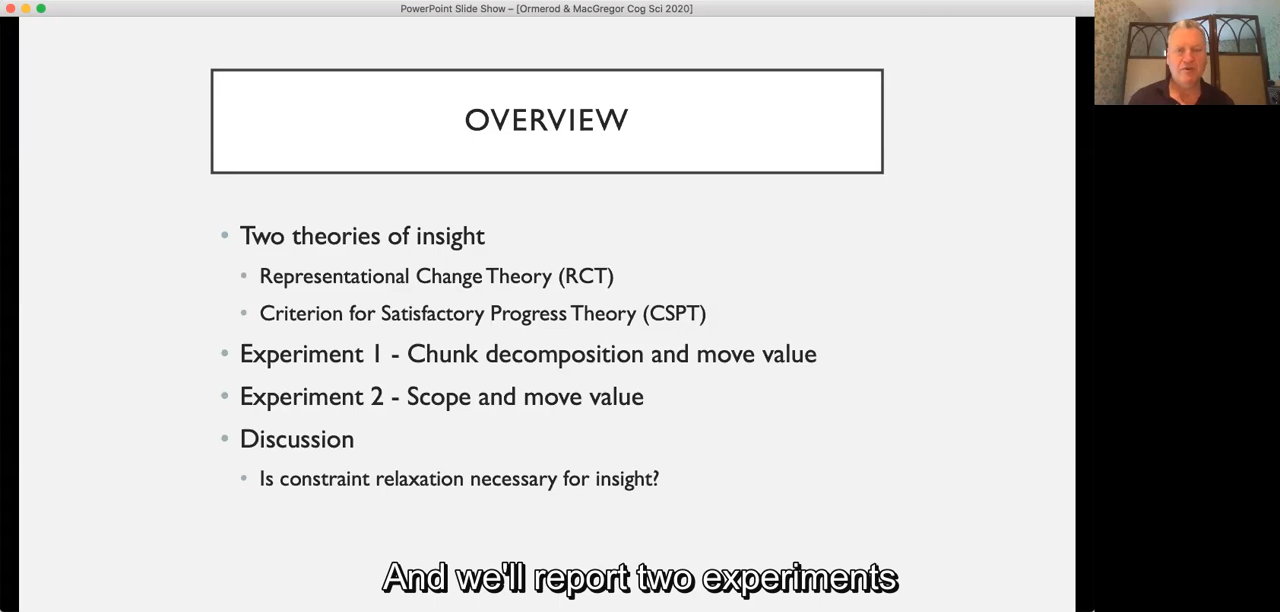 PowerPoint Slide Show – [Ormerod & MacGregor Cog Sci 2020]
OVERVIEW
• Two theories of insight
• Representational Change Theory (RCT)
• Criterion for Satisfactory Progress Theory (CSPT)
• Experiment 1 - Chunk decomposition and move value
• Experiment 2 - Scope and move value
• Discussion
• Is constraint relaxation necessary for insight?
And we'll report two experiments